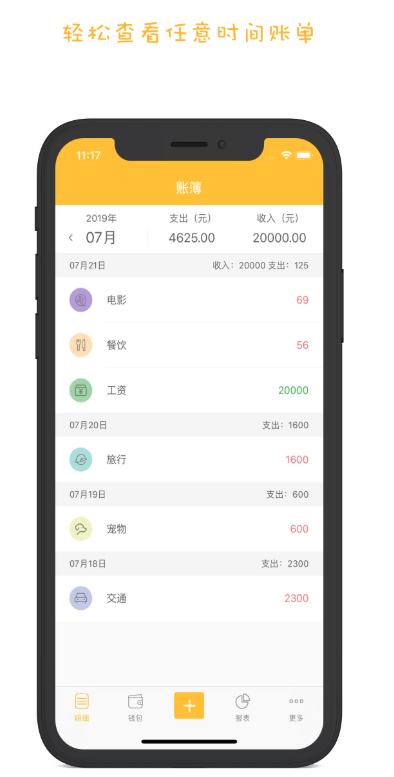 轻松查看任意时间账单
11:17
账簿
2019年 支出（元） 收入（元）
07月 4625.00 20000.00
07月21日 收入：20000 支出：125
电影 69
餐饮 56
工资 20000
07月20日 支出：1600
旅行 1600
07月19日 支出：600
宠物 600
07月18日 支出：2300
交通 2300
明细 钱包 报表 更多